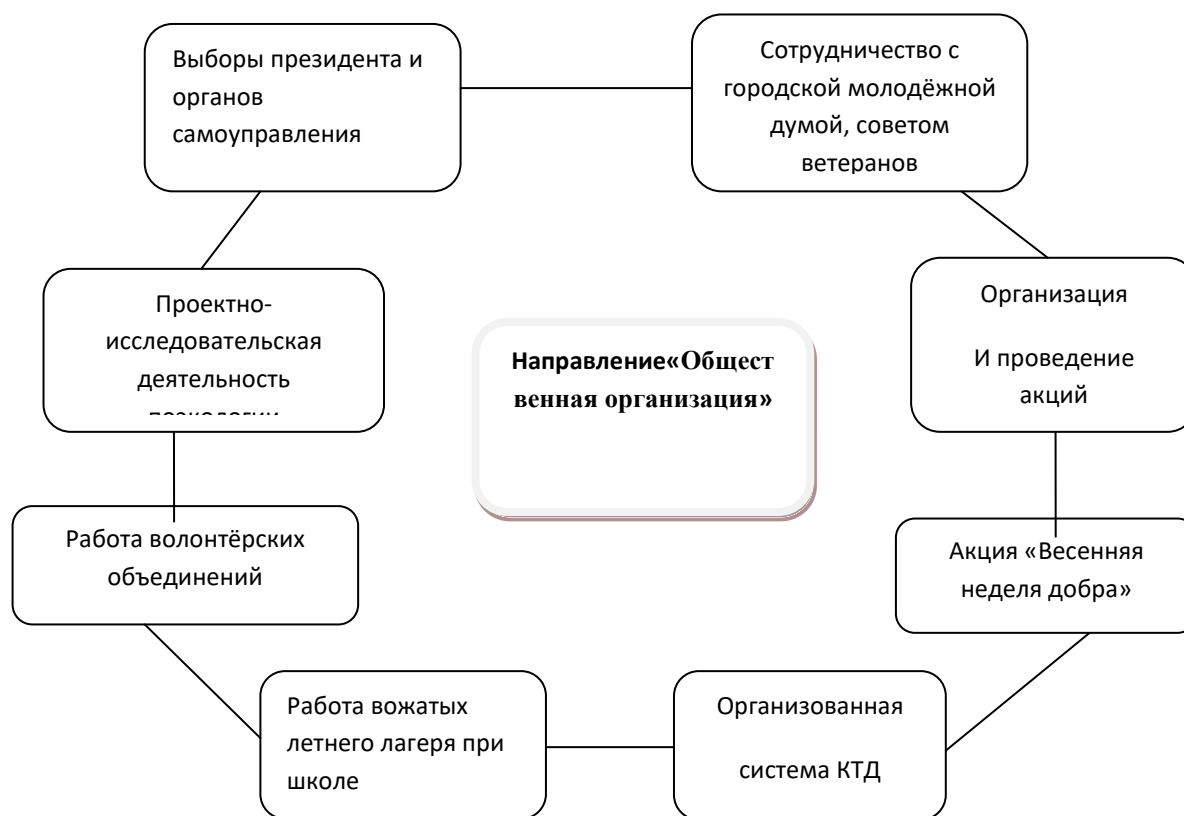 Выборы президента и
органов
самоуправления
Сотрудничество с
городской молодёжной
думой, советом
ветеранов
Проектно-
исследовательская
деятельность
Организация
И проведение
акций
Направление«Общест
венная организация»
Работа волонтёрских
объединений
Акция «Весенняя
неделя добра»
Работа вожатых
летнего лагеря при
школе
Организованная
система КТД